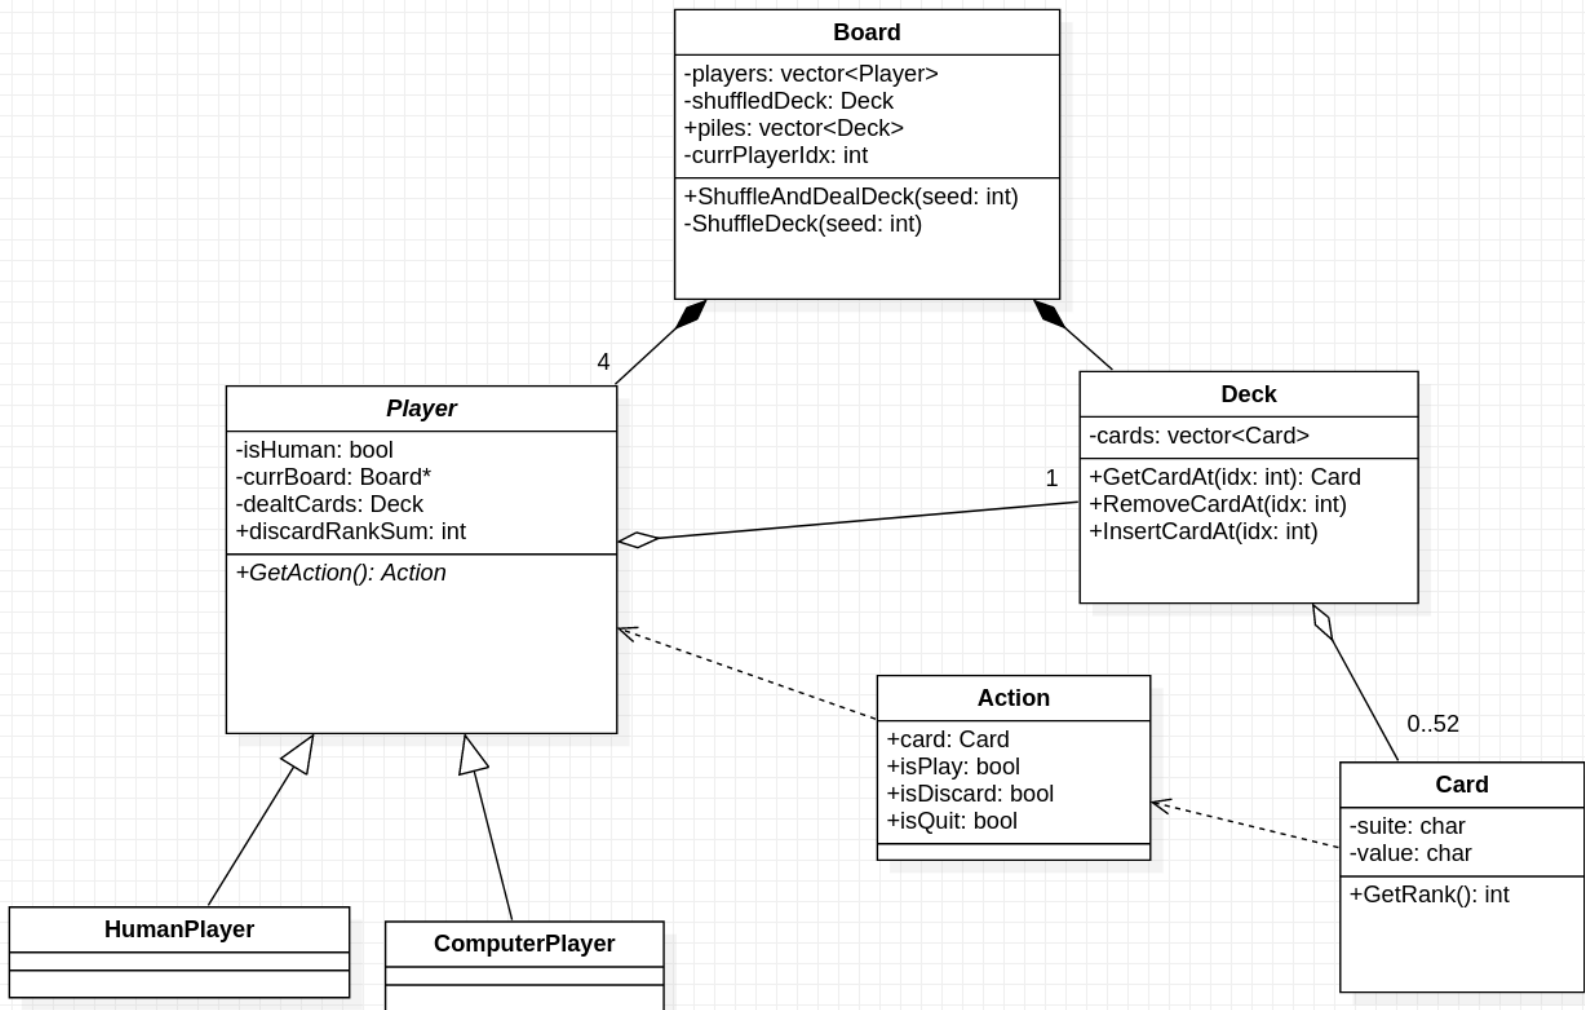 Board
-players: vector<Player>
-shuffledDeck: Deck
+piles: vector<Deck>
-currPlayerIdx: int
+ShuffleAndDealDeck(seed: int)
-ShuffleDeck(seed: int)
4
Player
-isHuman: bool
-currBoard: Board*
-dealtCards: Deck
+discardRankSum: int
+GetAction(): Action
1
Deck
-cards: vector<Card>
+GetCardAt(idx: int): Card
+RemoveCardAt(idx: int)
+InsertCardAt(idx: int)
Action
+card: Card
+isPlay: bool
+isDiscard: bool
+isQuit: bool
0..52
Card
-suite: char
-value: char
+GetRank(): int
HumanPlayer
ComputerPlayer